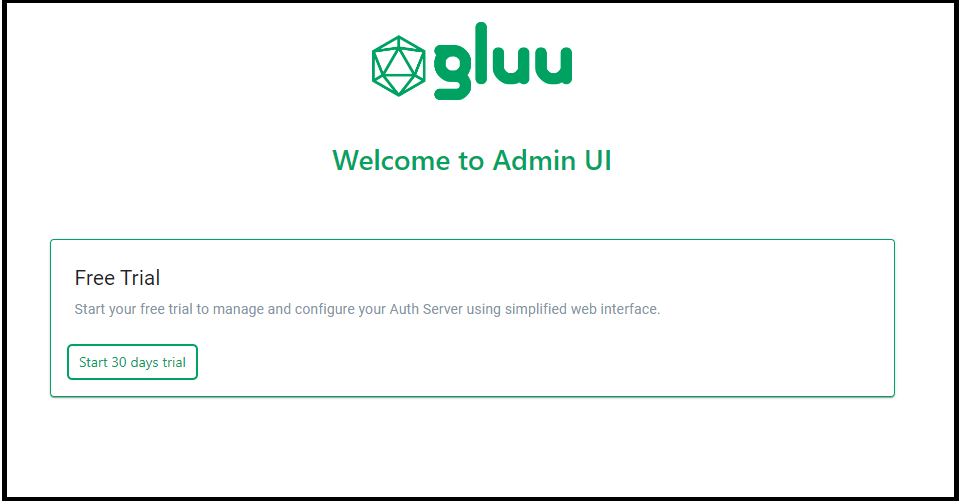 gluu
Welcome to Admin UI
Free Trial
Start your free trial to manage and configure your Auth Server using simplified web interface.
Start 30 days trial